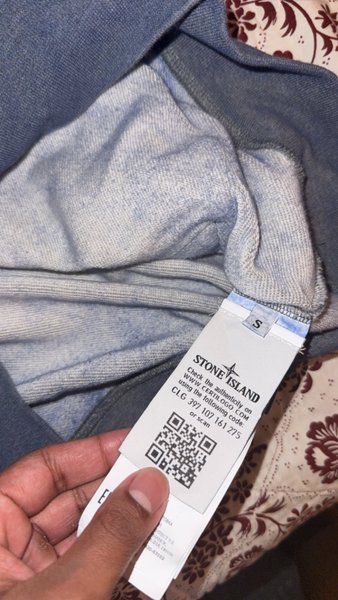 S
STONE ISLAND
Check the authenticity on
WWW.CERTILOGO.COM
using the following code.
CLG 397 107 161 275
or scan